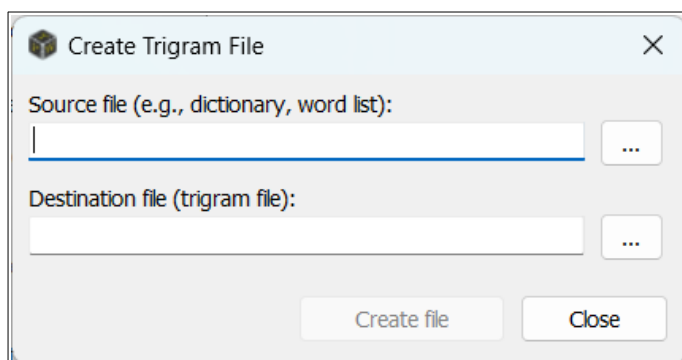 Create Trigram File
Source file (e.g., dictionary, word list):
...
Destination file (trigram file):
...
Create file Close